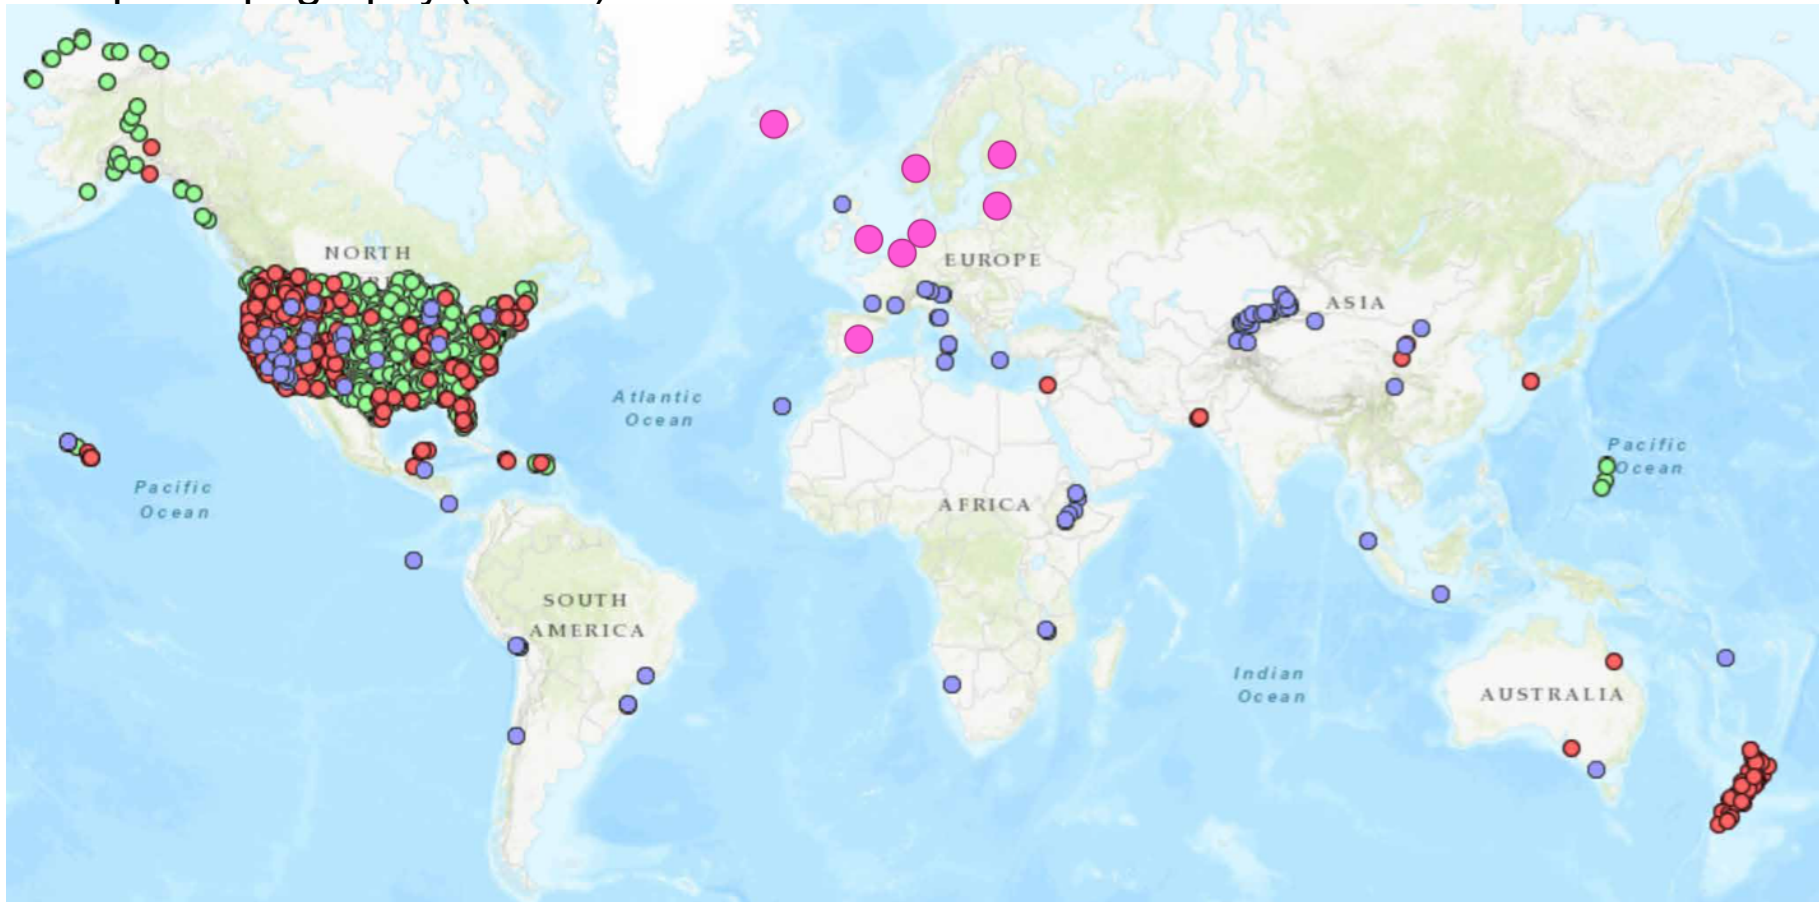 NORTH
EUROPE
ASIA
Atlantic
Ocean
Pacific
Ocean
Pacific
Ocean
AFRICA
SOUTH
AMERICA
Indian
Ocean
AUSTRALIA